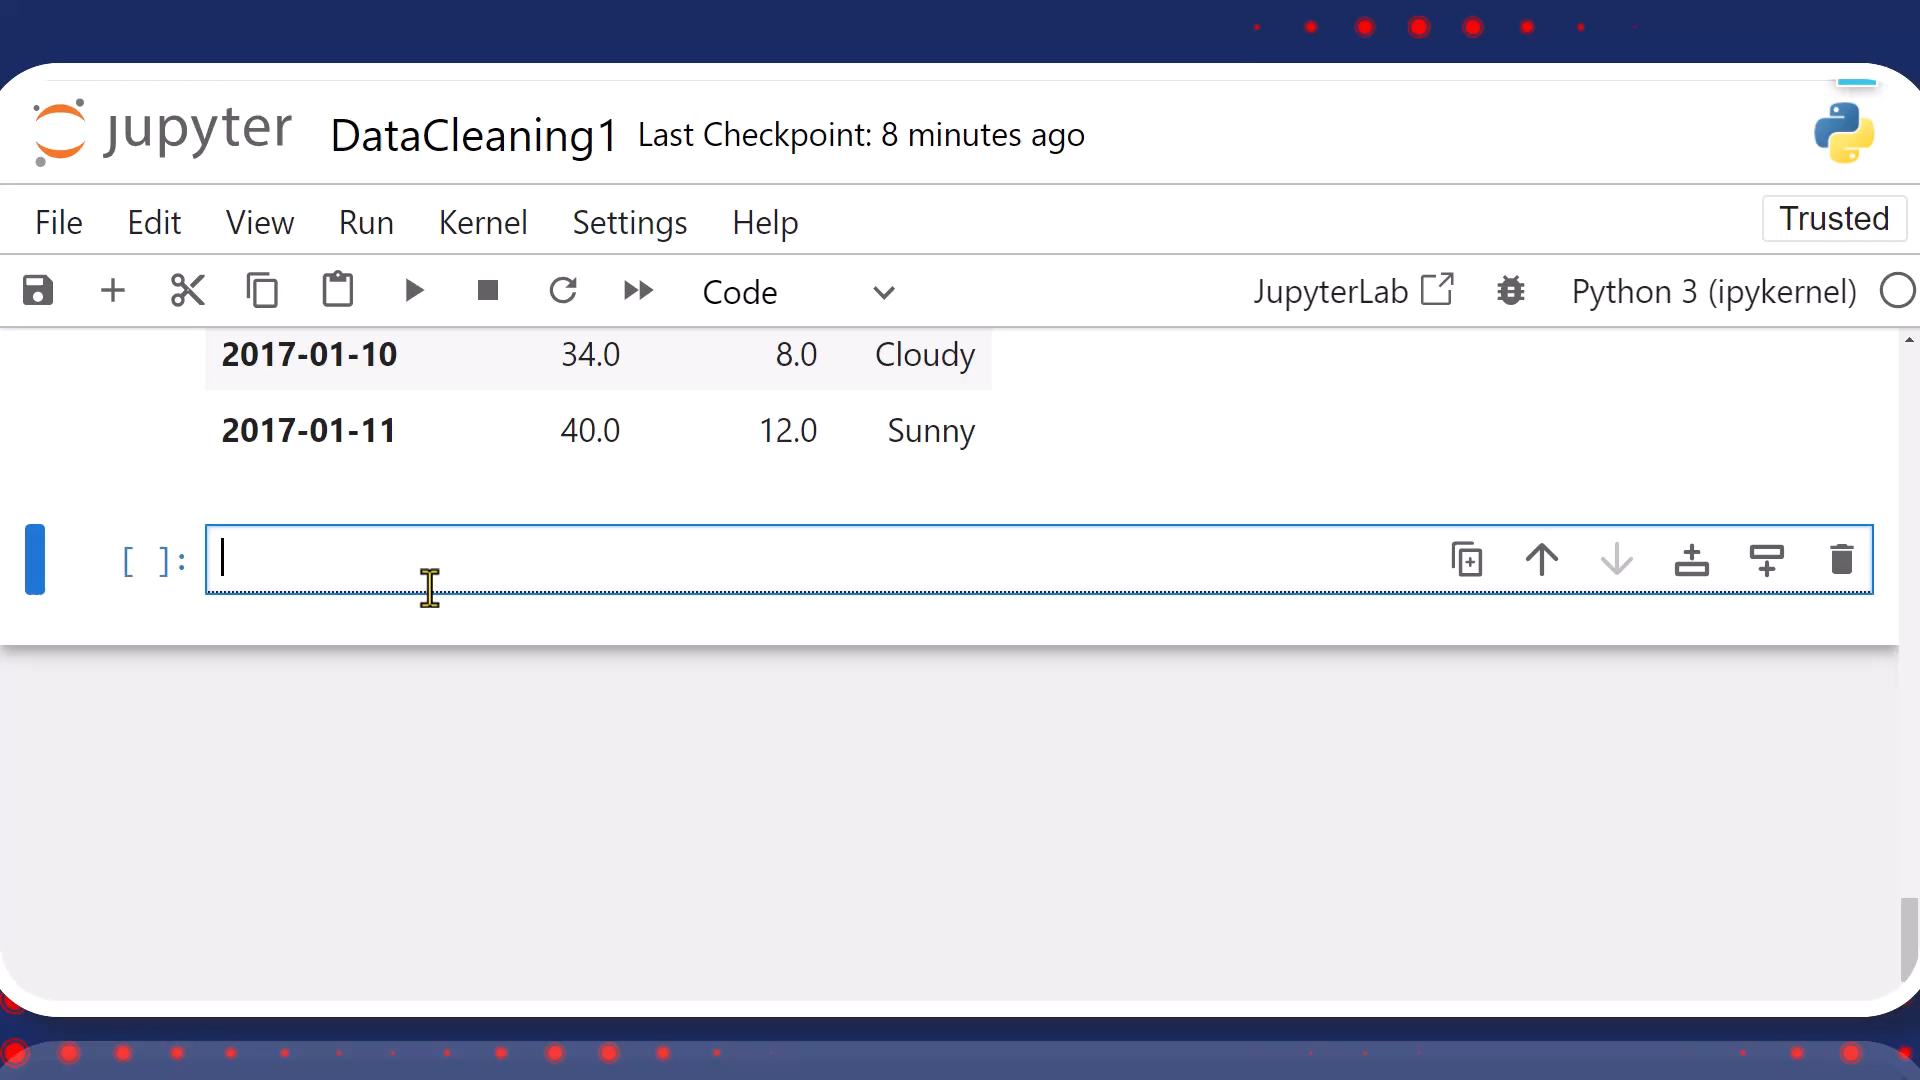 jupyter DataCleaning1 Last Checkpoint: 8 minutes ago
File Edit View Run Kernel Settings Help Trusted
Code JupyterLab Python 3 (ipykernel)
2017-01-10 34.0 8.0 Cloudy
2017-01-11 40.0 12.0 Sunny
[ ]: